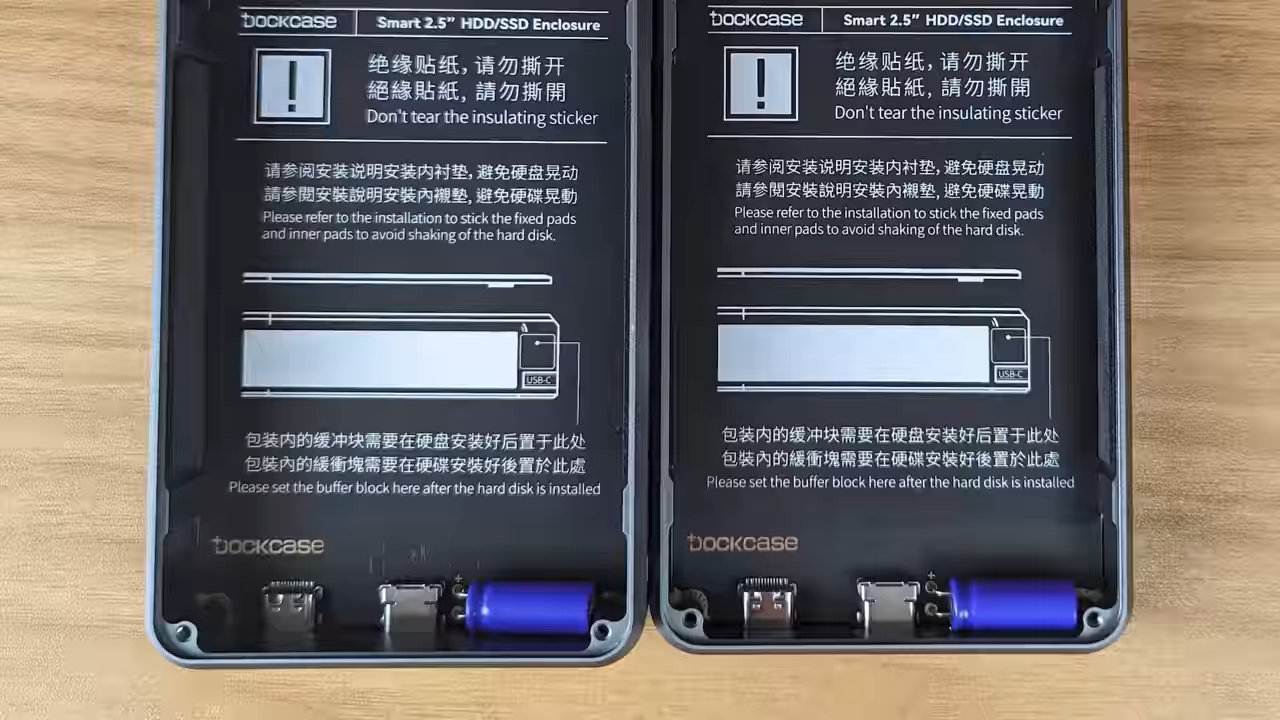 dockcase Smart 2.5” HDD/SSD Enclosure
!
绝缘贴纸，请勿撕开
絕緣貼紙，請勿撕開
Don't tear the insulating sticker
请参阅安装说明安装内衬垫，避免硬盘晃动
請參閱安裝說明安裝內襯墊，避免硬碟晃動
Please refer to the installation to stick the fixed pads
and inner pads to avoid shaking of the hard disk.
USB-C
包装内的缓冲块需要在硬盘安装好后置于此处
包裝內的緩衝塊需要在硬碟安裝好後置於此處
Please set the buffer block here after the hard disk is installed
dockcase
+
dockcase Smart 2.5” HDD/SSD Enclosure
!
绝缘贴纸，请勿撕开
絕緣貼紙，請勿撕開
Don't tear the insulating sticker
请参阅安装说明安装内衬垫，避免硬盘晃动
請參閱安裝說明安裝內襯墊，避免硬碟晃動
Please refer to the installation to stick the fixed pads
and inner pads to avoid shaking of the hard disk.
USB-C
包装内的缓冲块需要在硬盘安装好后置于此处
包裝內的緩衝塊需要在硬碟安裝好後置於此處
Please set the buffer block here after the hard disk is installed
dockcase
+